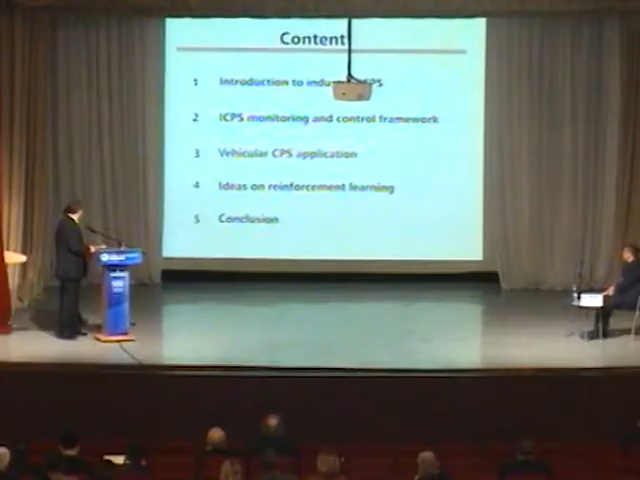 Content
1 Introduction to CPS
2 ICPS monitoring and control framework
3 Vehicular CPS application
4 Ideas on reinforcement learning
5 Conclusion